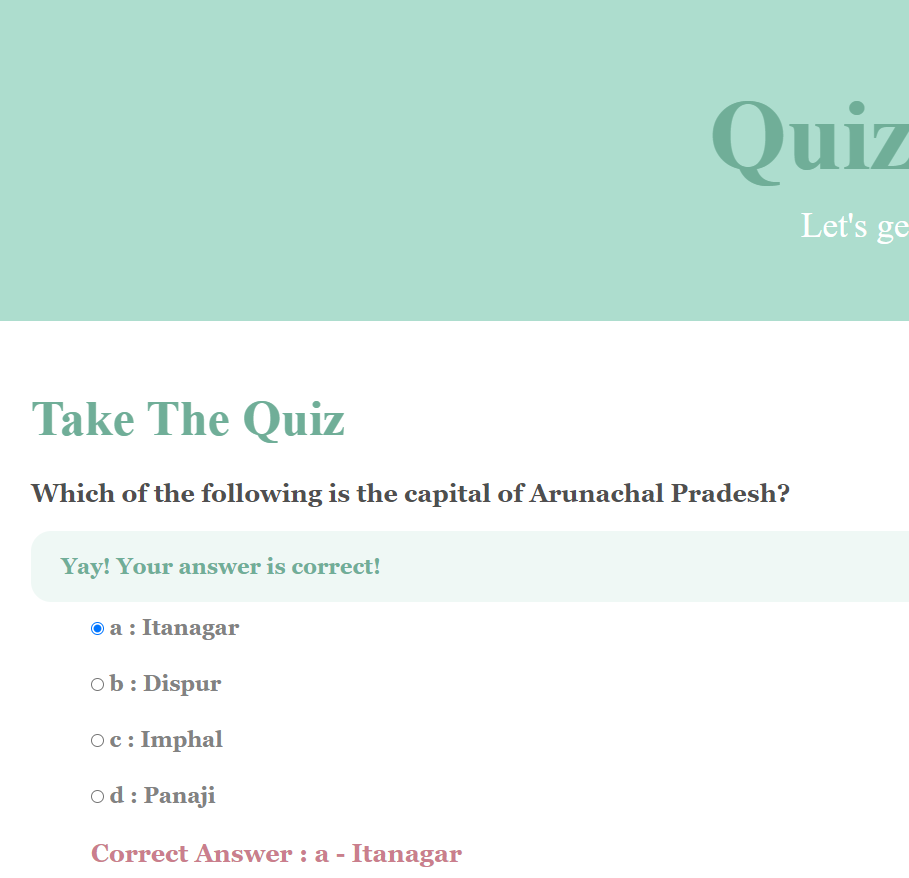 Quiz
Let's ge
Take The Quiz
Which of the following is the capital of Arunachal Pradesh?
Yay! Your answer is correct!
a : Itanagar
b : Dispur
c : Imphal
d : Panaji
Correct Answer : a - Itanagar